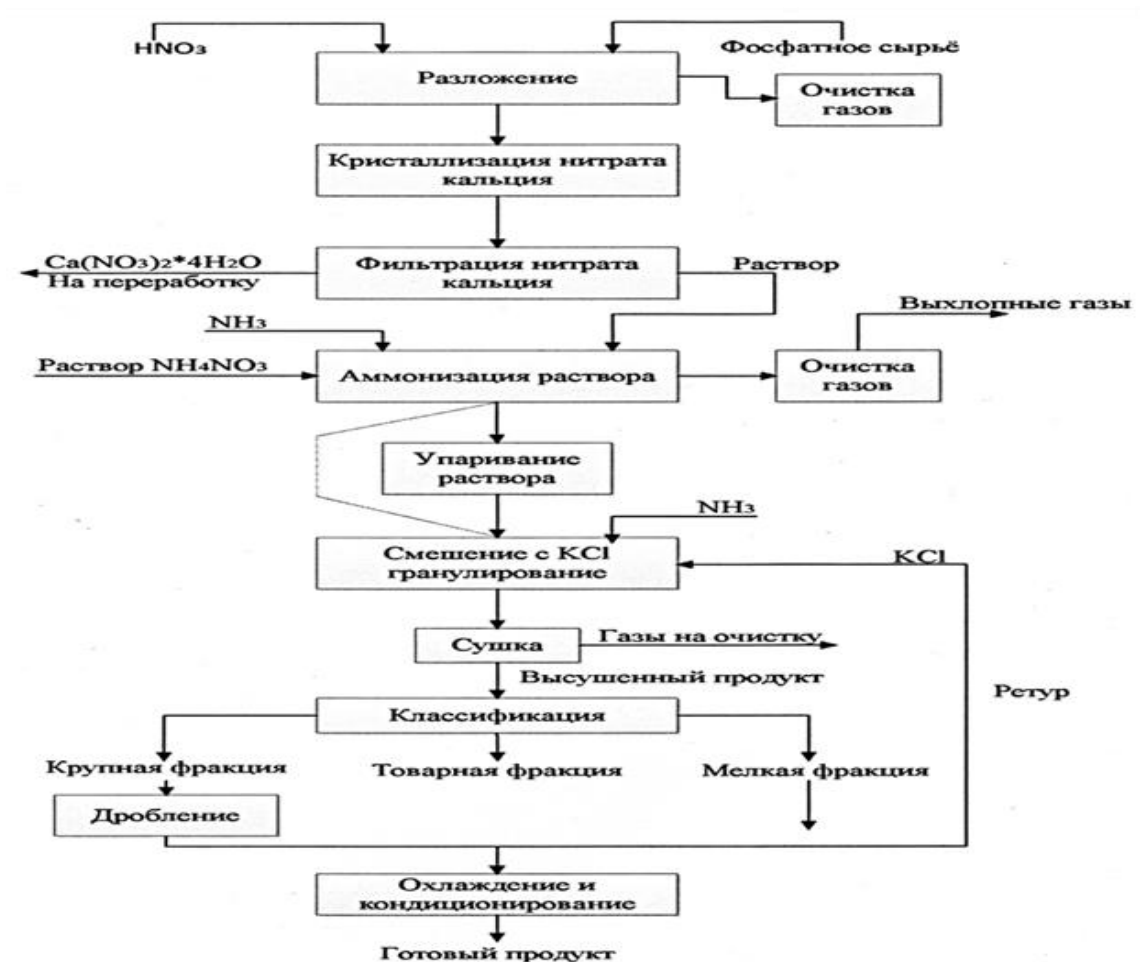 HNO₃
Фосфатное сырьё
Разложение
Очистка
газов
Кристаллизация нитрата
кальция
Ca(NO₃)₂*4H₂O
На переработку
Фильтрация нитрата
кальция
Раствор
Выхлопные газы
NH₃
Раствор NH₄NO₃
Аммонизация раствора
Очистка
газов
Упаривание
раствора
NH₃
Смешение с KCl
гранулирование
KCl
Сушка
Газы на очистку
Высушенный продукт
Ретур
Классификация
Крупная фракция
Товарная фракция
Мелкая фракция
Дробление
Охлаждение и
кондиционирование
Готовый продукт